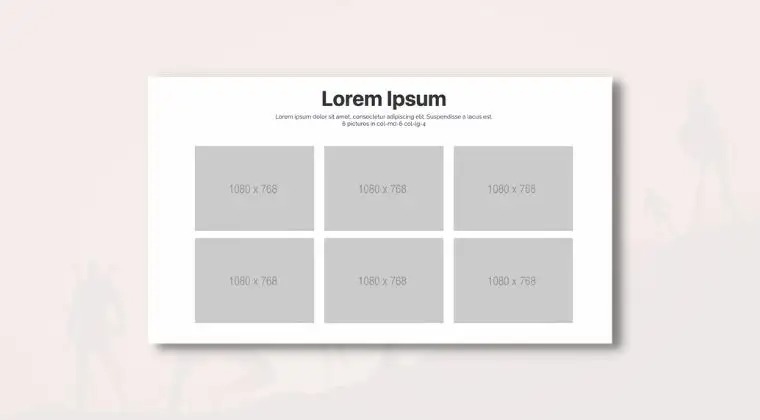 Lorem Ipsum
Lorem ipsum dolor sit amet, consectetur adipiscing elit. Suspendisse a lacus est.
6 pictures in col-md-6 col-lg-4
1080 x 768
1080 x 768
1080 x 768
1080 x 768
1080 x 768
1080 x 768